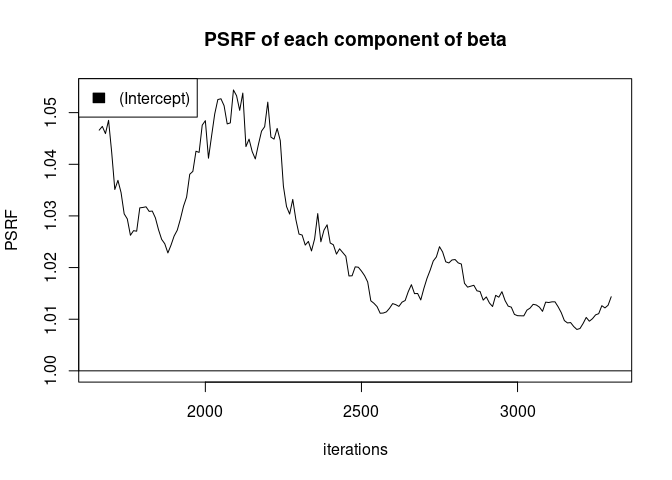 PSRF of each component of beta
(Intercept)
PSRF
1.05
1.04
1.03
1.02
1.01
1.00
2000 2500 3000
iterations